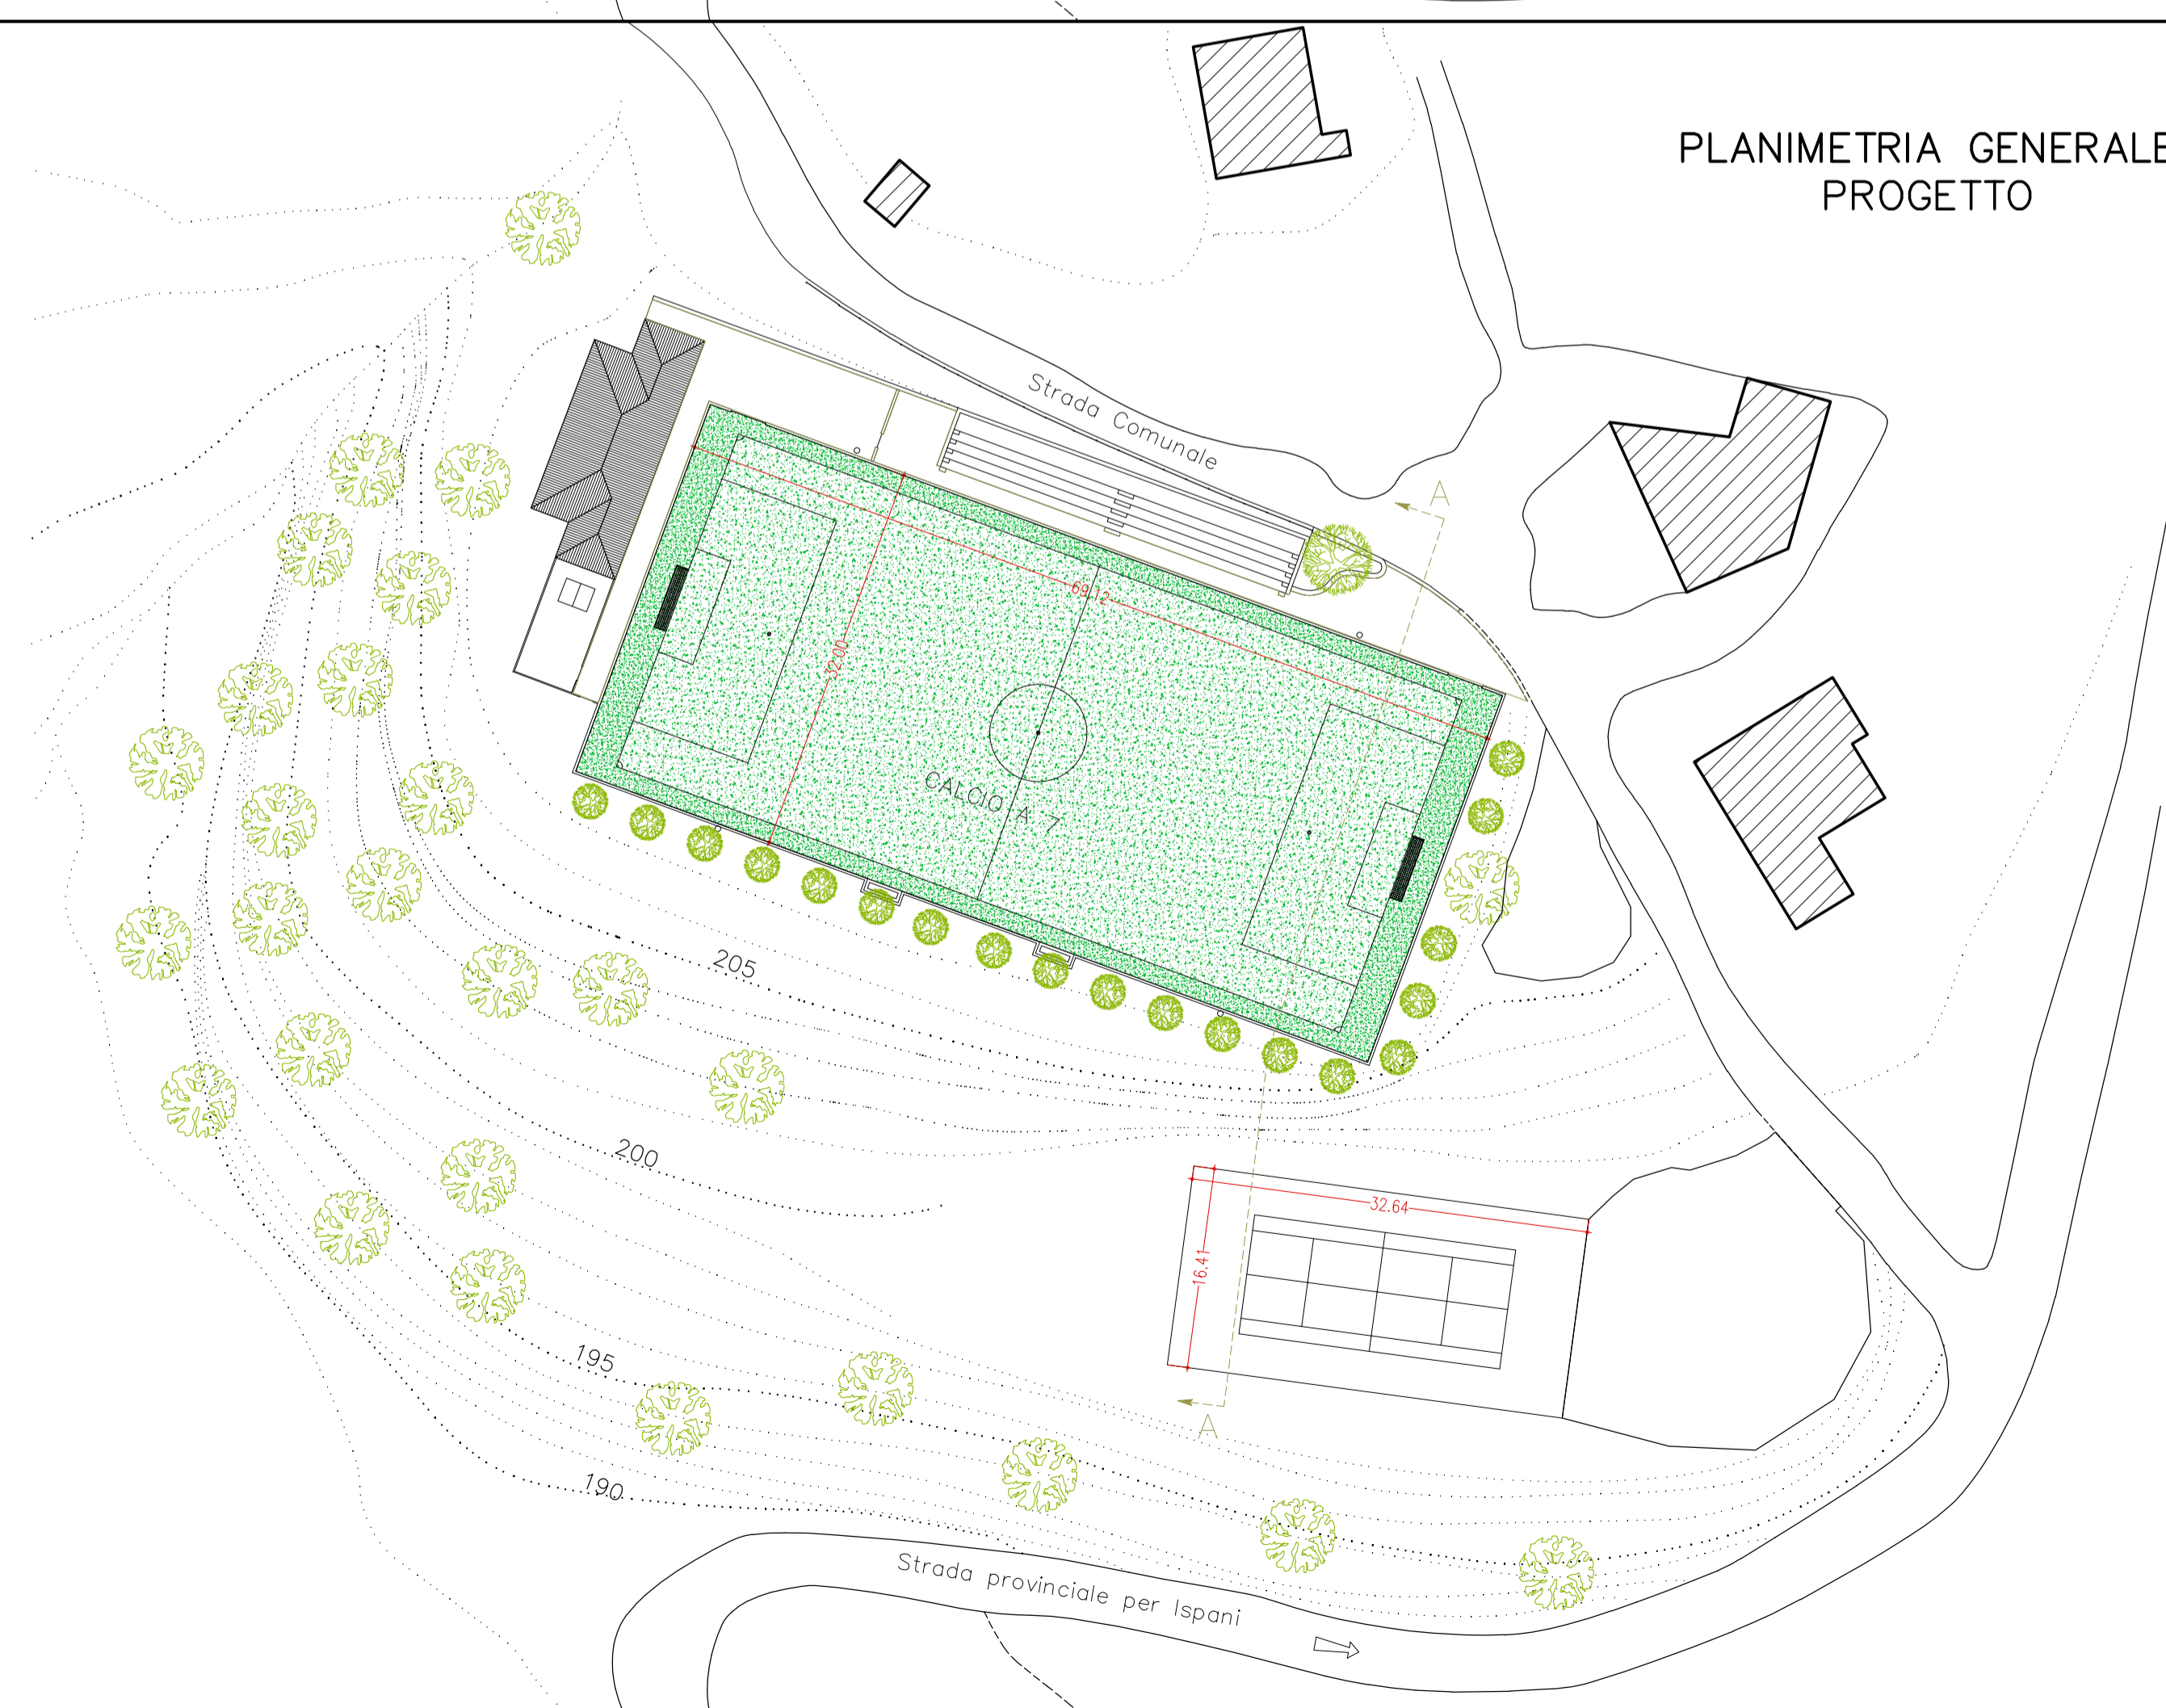 PLANIMETRIA GENERALE
PROGETTO
Strada Comunale
A
69.12
32.00
CALCIO A 7
205
200
32.64
16.41
195
A
190
Strada provinciale per Ispani